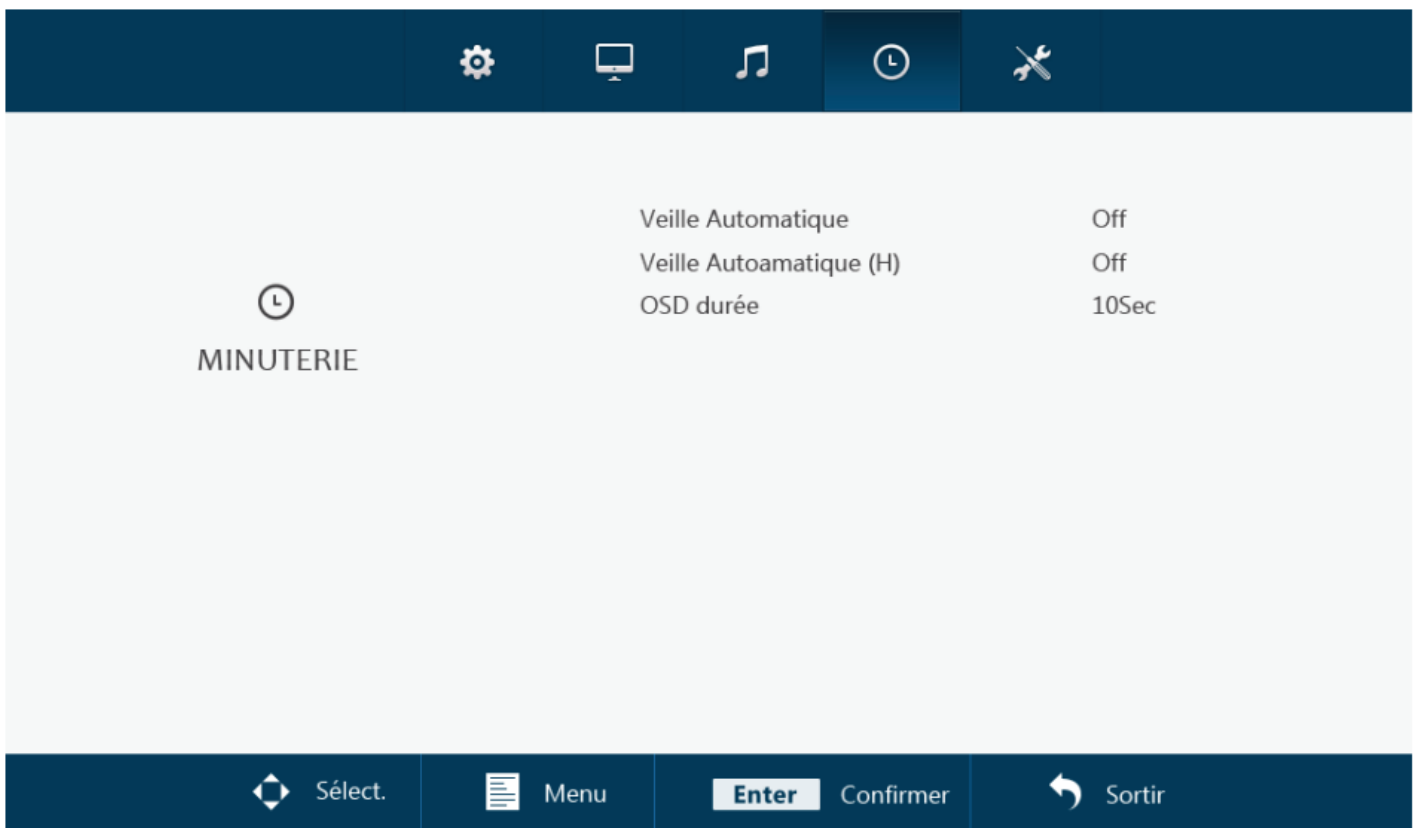 Veille Automatique Off
Veille Autoamatique (H) Off
OSD durée 10Sec
MINUTERIE
Sélect. Menu Enter Confirmer Sortir